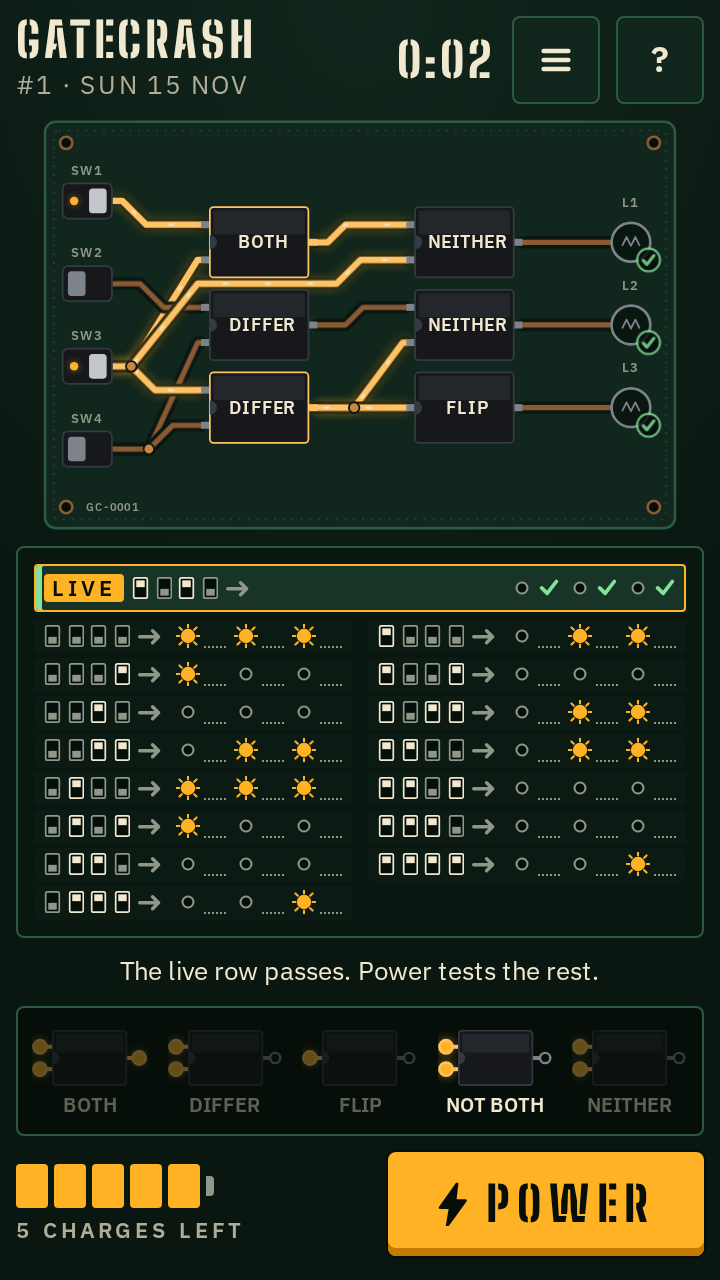 GATECRASH
#1 · SUN 15 NOV
0:02
?
SW1
SW2
SW3
SW4
BOTH
DIFFER
DIFFER
NEITHER
NEITHER
FLIP
L1
L2
L3
GC-0001
LIVE
The live row passes. Power tests the rest.
BOTH
DIFFER
FLIP
NOT BOTH
NEITHER
5 CHARGES LEFT
POWER